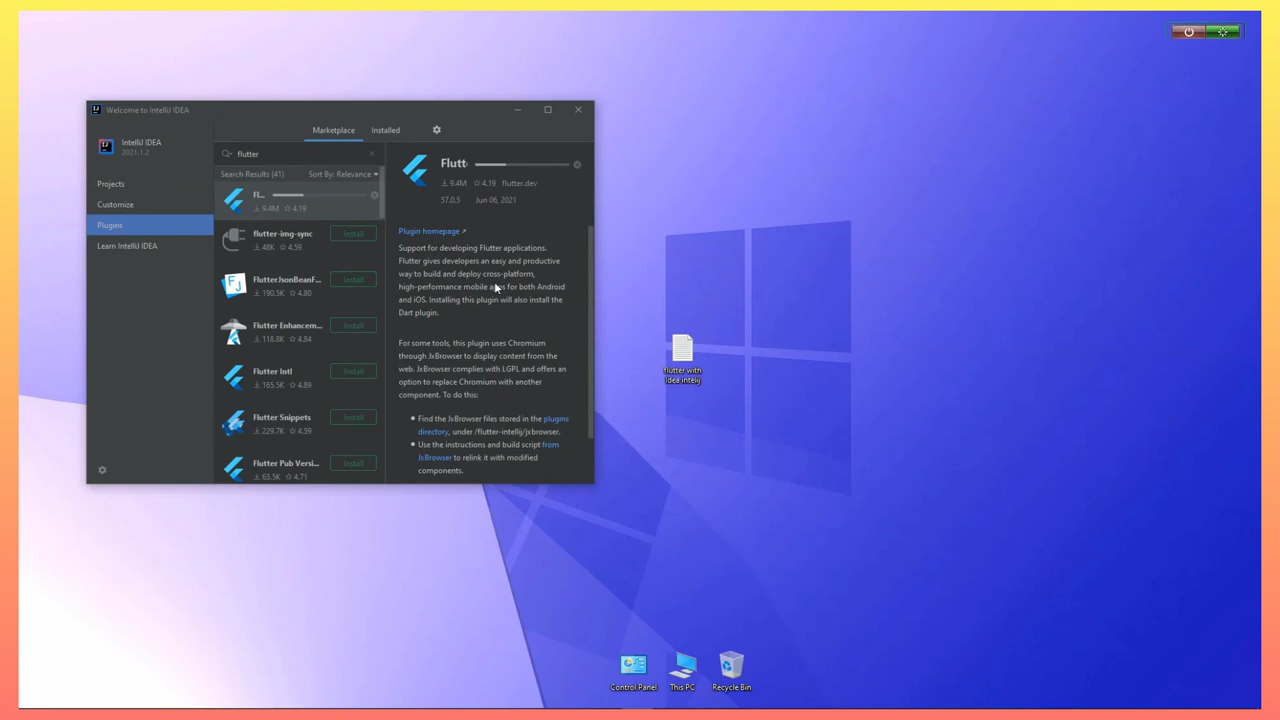 Welcome to IntelliJ IDEA
IntelliJ IDEA
2021.1.2
Projects
Customize
Plugins
Learn IntelliJ IDEA
Marketplace
Installed
flutter
Search Results (41)
Sort By: Relevance
Fl...
9.4M 4.19
flutter-img-sync
Install
48K 4.59
FlutterJsonBeanF...
Install
190.5K 4.80
Flutter Enhancem...
Install
118.8K 4.84
Flutter Intl
Install
165.5K 4.89
Flutter Snippets
Install
229.7K 4.59
Flutter Pub Versi...
Install
63.5K 4.71
Flutt
9.4M 4.19 flutter.dev
57.0.5 Jun 06, 2021
Plugin homepage ↗
Support for developing Flutter applications.
Flutter gives developers an easy and productive
way to build and deploy cross-platform,
high-performance mobile apps for both Android
and iOS. Installing this plugin will also install the
Dart plugin.
For some tools, this plugin uses Chromium
through JxBrowser to display content from the
web. JxBrowser complies with LGPL and offers an
option to replace Chromium with another
component. To do this:
Find the JxBrowser files stored in the plugins
directory, under /flutter-intellij/jxbrowser.
Use the instructions and build script from
JxBrowser to relink it with modified
components.
flutter with
idea intelij
Control Panel
This PC
Recycle Bin